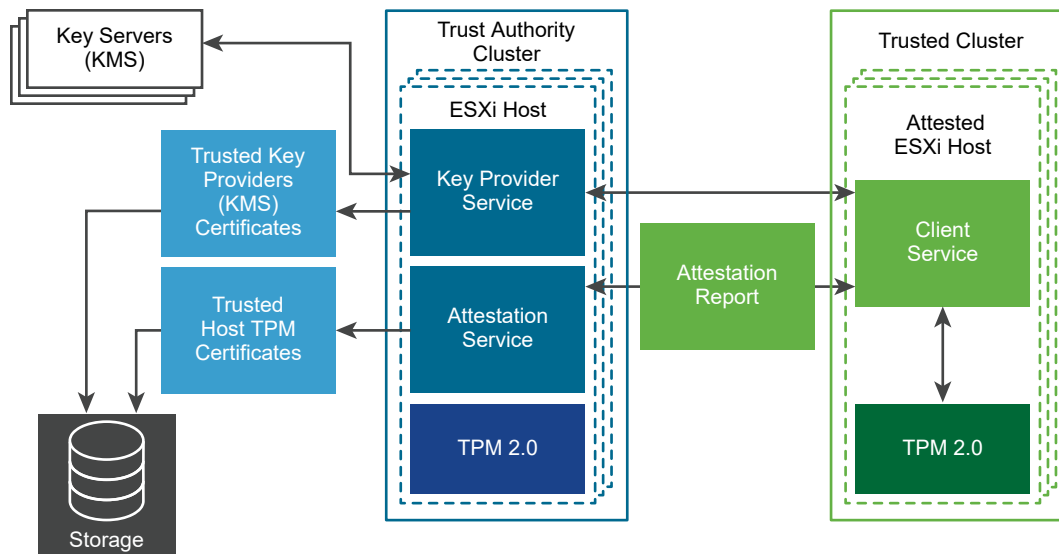 Key Servers
(KMS)
Trust Authority
Cluster
Trusted Cluster
ESXi Host
Attested
ESXi Host
Trusted Key
Providers
(KMS)
Certificates
Key Provider
Service
Client
Service
Attestation
Report
Trusted
Host TPM
Certificates
Attestation
Service
TPM 2.0
TPM 2.0
Storage